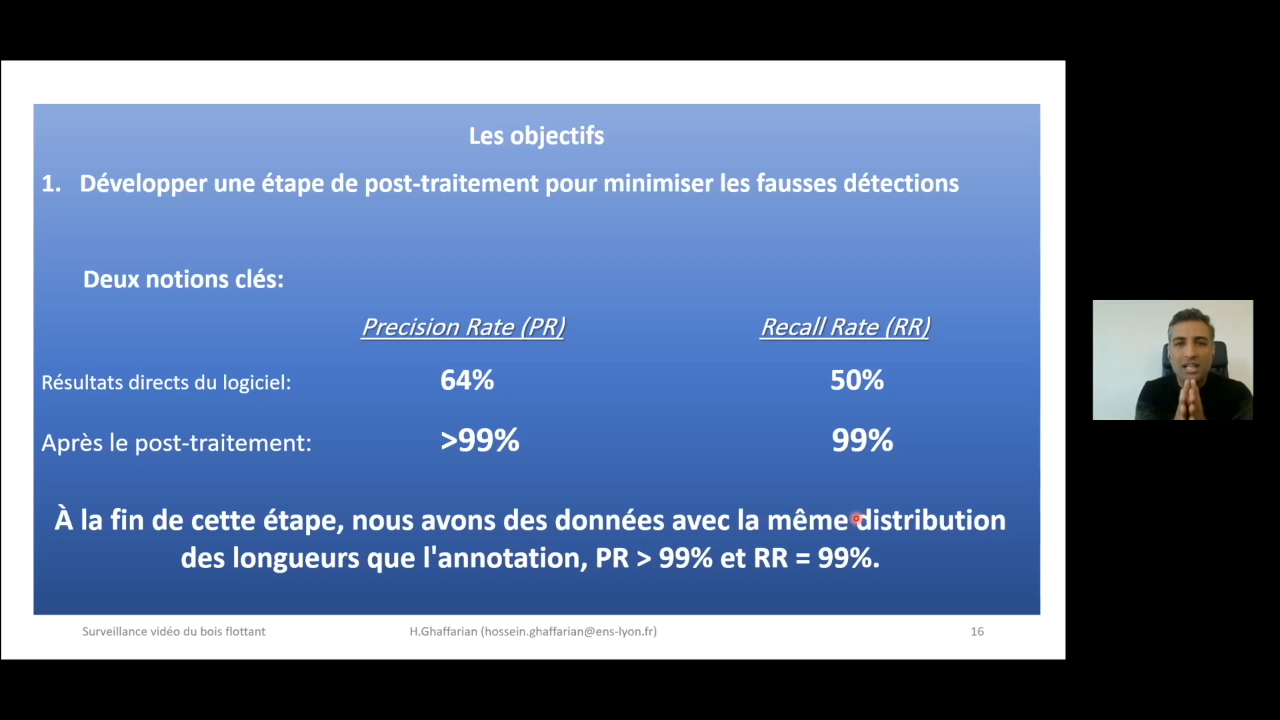 Les objectifs
1. Développer une étape de post-traitement pour minimiser les fausses détections
Deux notions clés:
Precision Rate (PR) Recall Rate (RR)
Résultats directs du logiciel: 64% 50%
Après le post-traitement: >99% 99%
À la fin de cette étape, nous avons des données avec la même distribution
des longueurs que l'annotation, PR > 99% et RR = 99%.
Surveillance vidéo du bois flottant H.Ghaffarian (hossein.ghaffarian@ens-lyon.fr) 16